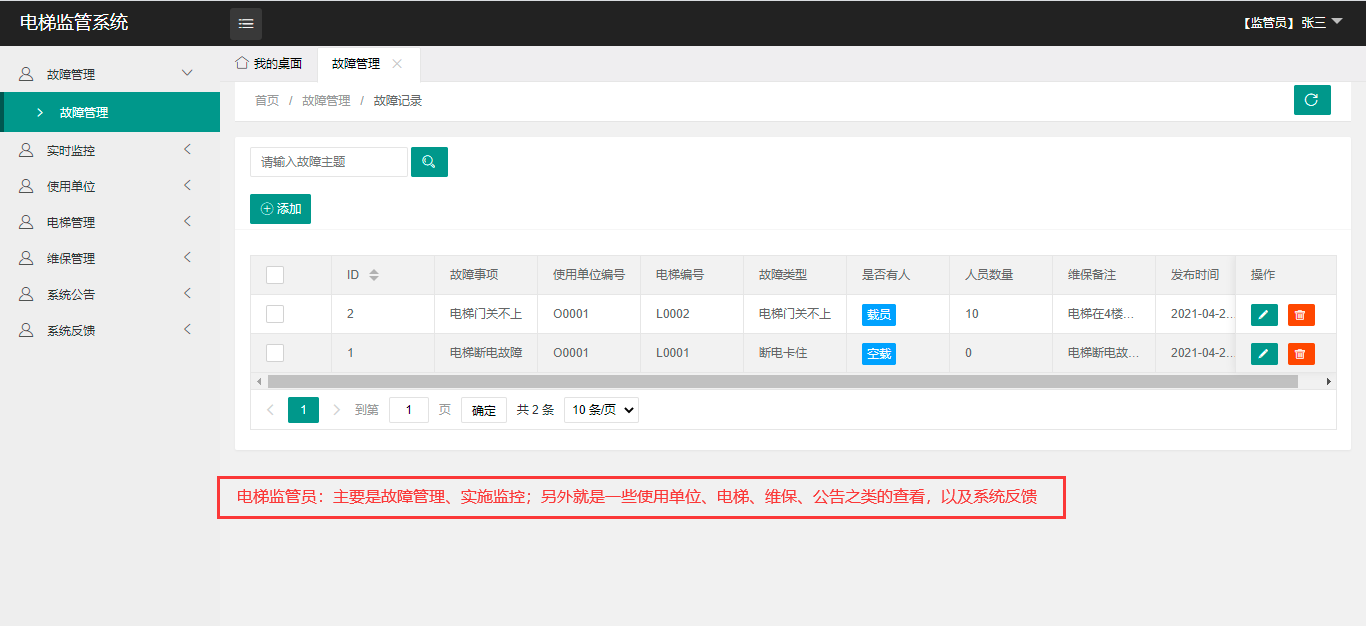 电梯监管系统
【监管员】张三
故障管理
故障管理
实时监控
使用单位
电梯管理
维保管理
系统公告
系统反馈
我的桌面 故障管理
首页 / 故障管理 / 故障记录
请输入故障主题
添加
ID 故障事项 使用单位编号 电梯编号 故障类型 是否有人 人员数量 维保备注 发布时间 操作
2 电梯门关不上 O0001 L0002 电梯门关不上 载员 10 电梯在4楼... 2021-04-2...
1 电梯断电故障 O0001 L0001 断电卡住 空载 0 电梯断电故... 2021-04-2...
1 到第 1 页 确定 共 2 条 10 条/页
电梯监管员：主要是故障管理、实施监控；另外就是一些使用单位、电梯、维保、公告之类的查看，以及系统反馈